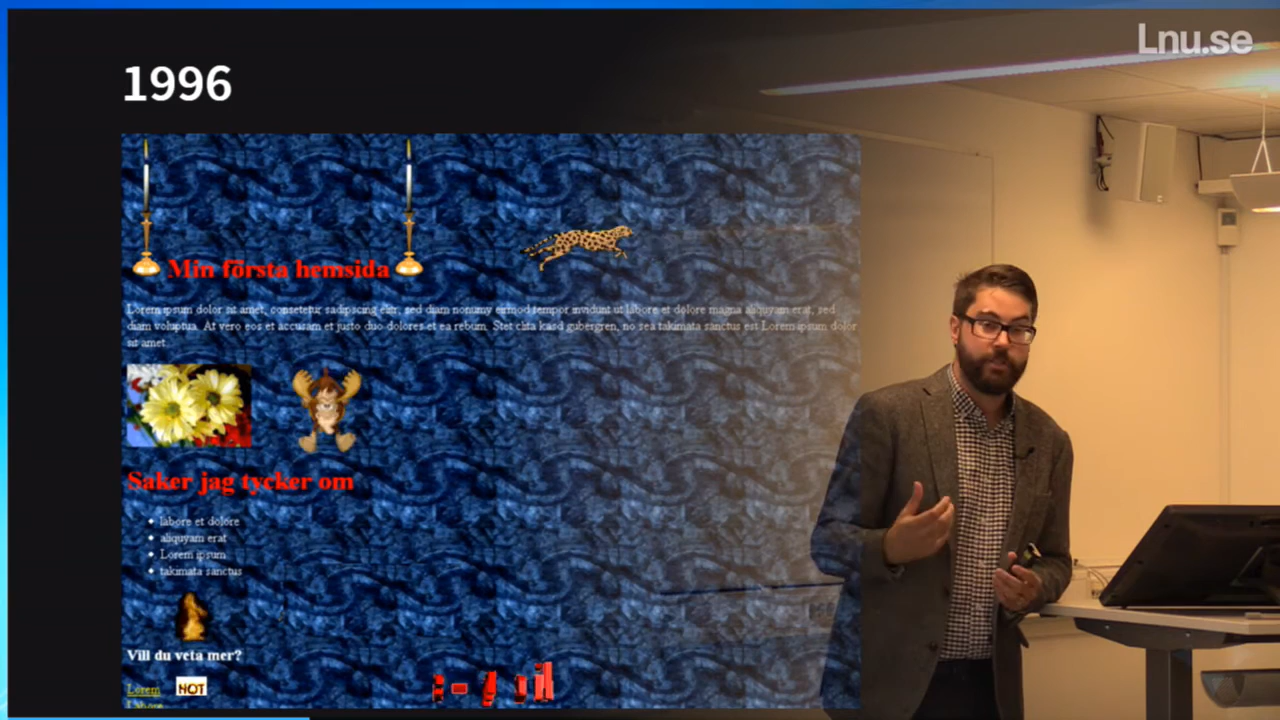 Lnu.se
1996
Min första hemsida
Lorem ipsum dolor sit amet, consetetur sadipscing elitr, sed diam nonumy eirmod tempor invidunt ut labore et dolore magna aliquyam erat, sed
diam voluptua. At vero eos et accusam et justo duo dolores et ea rebum. Stet clita kasd gubergren, no sea takimata sanctus est Lorem ipsum dolor
sit amet.
Saker jag tycker om
labore et dolore
aliquyam erat
Lorem ipsum
takimata sanctus
Vill du veta mer?
Lorem
HOT
Labore